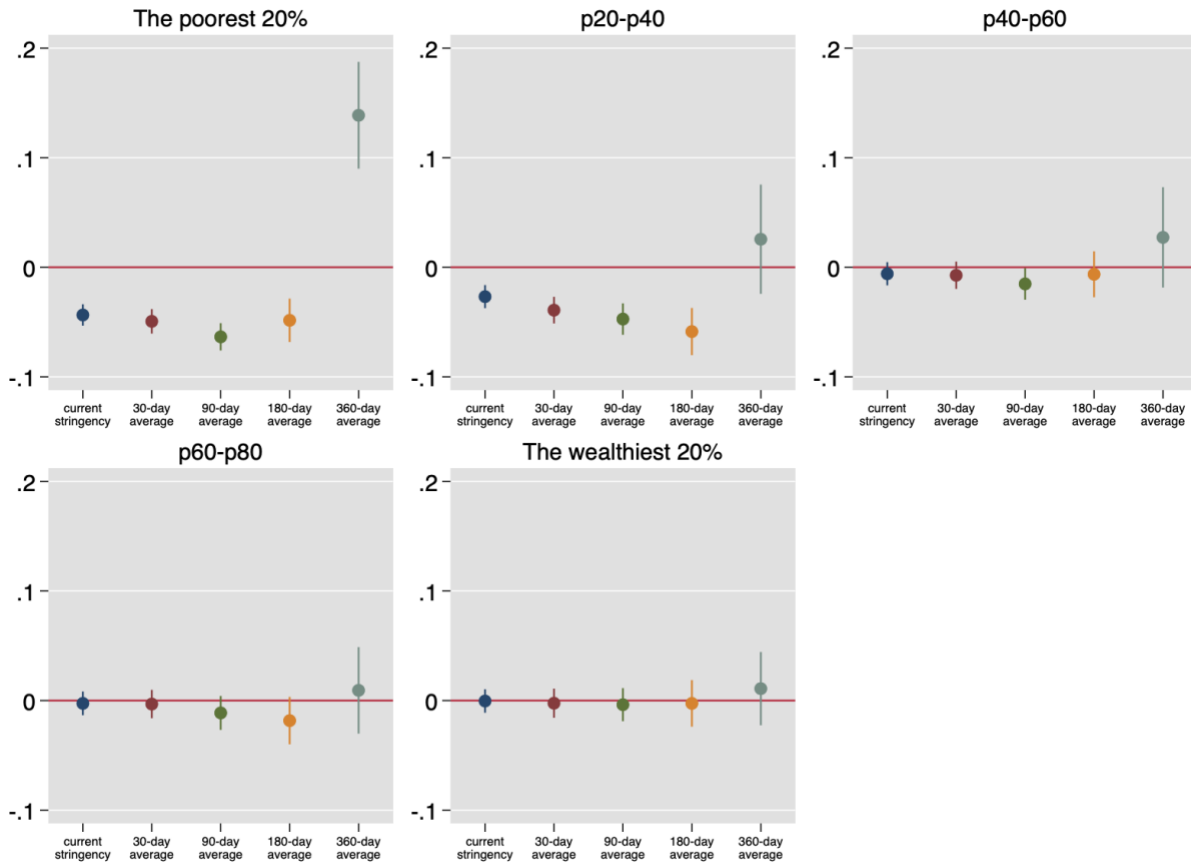 The poorest 20%
.2
.1
0
-.1
current stringency
30-day average
90-day average
180-day average
360-day average
p20-p40
.2
.1
0
-.1
current stringency
30-day average
90-day average
180-day average
360-day average
p40-p60
.2
.1
0
-.1
current stringency
30-day average
90-day average
180-day average
360-day average
p60-p80
.2
.1
0
-.1
current stringency
30-day average
90-day average
180-day average
360-day average
The wealthiest 20%
.2
.1
0
-.1
current stringency
30-day average
90-day average
180-day average
360-day average